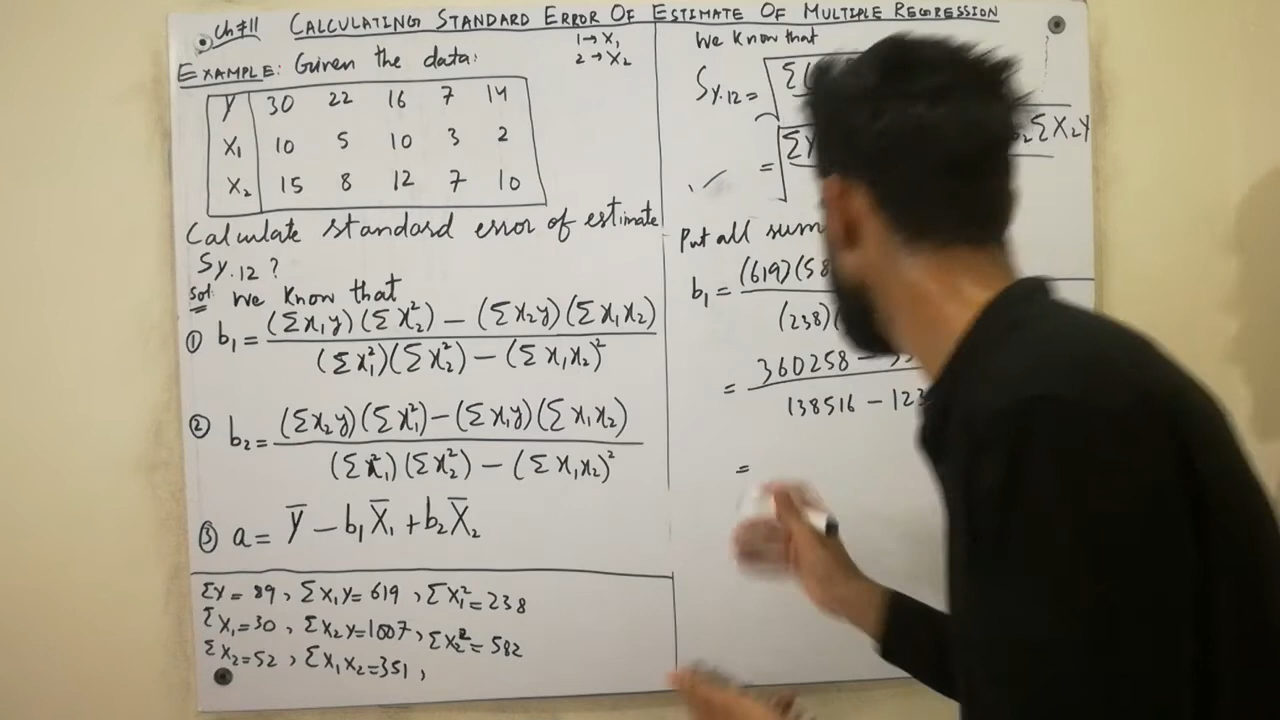 Ch#11 CALCULATING STANDARD ERROR OF ESTIMATE OF MULTIPLE REGRESSION
1→X₁
2→X₂
EXAMPLE: Given the data:
Y 30 22 16 7 14
X₁ 10 5 10 3 2
X₂ 15 8 12 7 10
Calculate standard error of estimate
Sy.12 ?
Sol: We know that
① b₁ = (Σx₁y)(Σx₂²) − (Σx₂y)(Σx₁x₂)
(Σx₁²)(Σx₂²) − (Σx₁x₂)²
② b₂ = (Σx₂y)(Σx₁²) − (Σx₁y)(Σx₁x₂)
(Σx₁²)(Σx₂²) − (Σx₁x₂)²
③ a = Y̅ − b₁X̅₁ + b₂X̅₂
ΣY = 89, ΣX₁Y = 619, ΣX₁² = 238
ΣX₁ = 30, ΣX₂Y = 1007, ΣX₂² = 582
ΣX₂ = 52, ΣX₁X₂ = 351,
We know that
Sy.12 = √Σ(
= √ΣY ₂ΣX₂Y
Put all sum
b₁ = (619)(58
(238)(
= 360258 −
138516 − 123
=